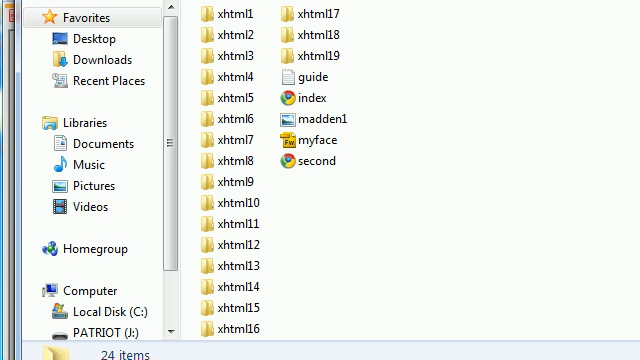 Favorites
Desktop
Downloads
Recent Places
Libraries
Documents
Music
Pictures
Videos
Homegroup
Computer
Local Disk (C:)
PATRIOT (J:)
xhtml1
xhtml2
xhtml3
xhtml4
xhtml5
xhtml6
xhtml7
xhtml8
xhtml9
xhtml10
xhtml11
xhtml12
xhtml13
xhtml14
xhtml15
xhtml16
xhtml17
xhtml18
xhtml19
guide
index
madden1
Fw
myface
second
24 items